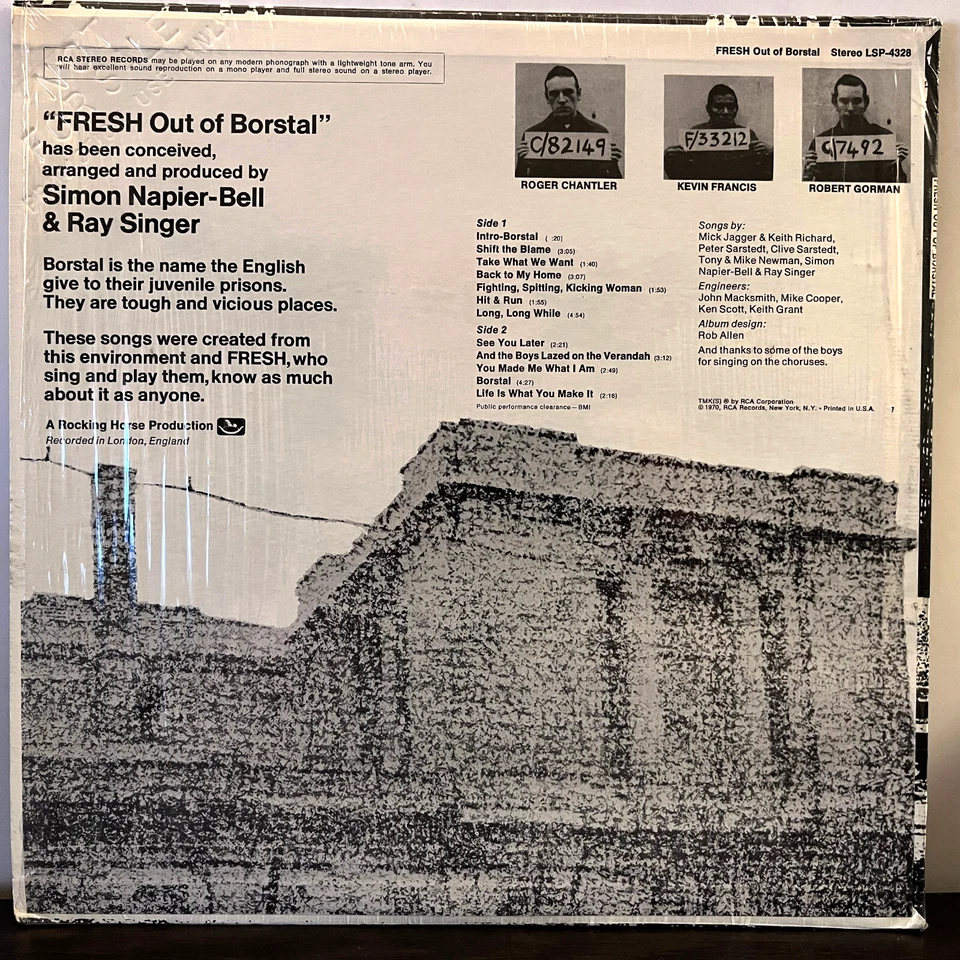 RCA STEREO RECORDS may be played on any modern phonograph with a lightweight tone arm. You
will hear excellent sound reproduction on a mono player and full stereo sound on a stereo player.
"FRESH Out of Borstal"
has been conceived,
arranged and produced by
Simon Napier-Bell
& Ray Singer
Borstal is the name the English
give to their juvenile prisons.
They are tough and vicious places.
These songs were created from
this environment and FRESH, who
sing and play them, know as much
about it as anyone.
A Rocking Horse Production
Recorded in London, England
FRESH Out of Borstal Stereo LSP-4328
C/82149
F/33212
G/7492
ROGER CHANTLER
KEVIN FRANCIS
ROBERT GORMAN
Side 1
Intro-Borstal ( :20)
Shift the Blame (3:05)
Take What We Want (1:40)
Back to My Home (3:07)
Fighting, Spitting, Kicking Woman (1:53)
Hit & Run (1:55)
Long, Long While (4:54)
Side 2
See You Later (2:21)
And the Boys Lazed on the Verandah (3:12)
You Made Me What I Am (2:49)
Borstal (4:27)
Life Is What You Make It (2:16)
Public performance clearance—BMI
Songs by:
Mick Jagger & Keith Richard,
Peter Sarstedt, Clive Sarstedt,
Tony & Mike Newman, Simon
Napier-Bell & Ray Singer
Engineers:
John Macksmith, Mike Cooper,
Ken Scott, Keith Grant
Album design:
Rob Allen
And thanks to some of the boys
for singing on the choruses.
TMK(S) ® by RCA Corporation
© 1970, RCA Records, New York, N.Y. • Printed in U.S.A. 7
FRESH OUT OF BORSTAL